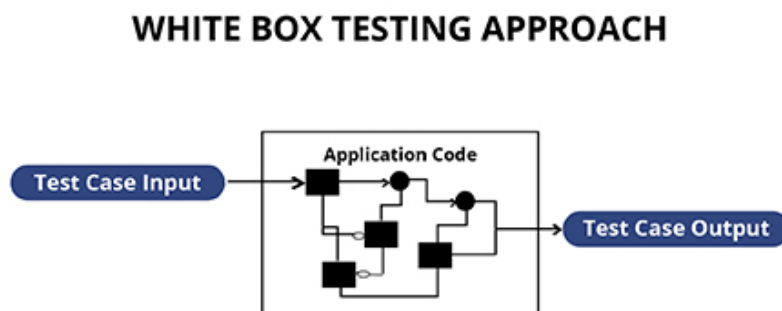 WHITE BOX TESTING APPROACH
Application Code
Test Case Input
Test Case Output